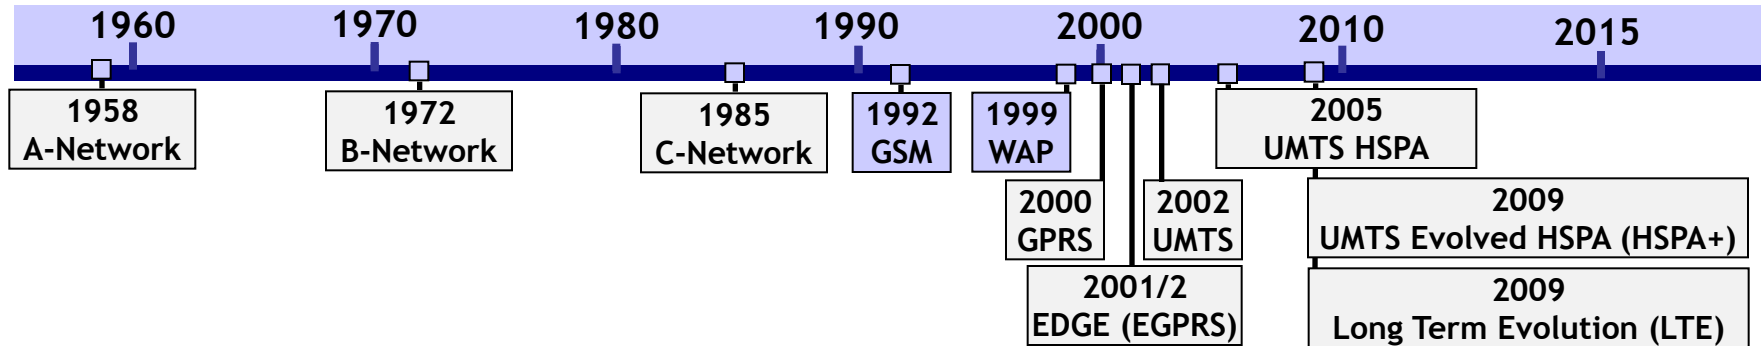 1960 1970 1980 1990 2000 2010 2015
1958
A-Network
1972
B-Network
1985
C-Network
1992
GSM
1999
WAP
2005
UMTS HSPA
2000
GPRS
2002
UMTS
2009
UMTS Evolved HSPA (HSPA+)
2001/2
EDGE (EGPRS)
2009
Long Term Evolution (LTE)